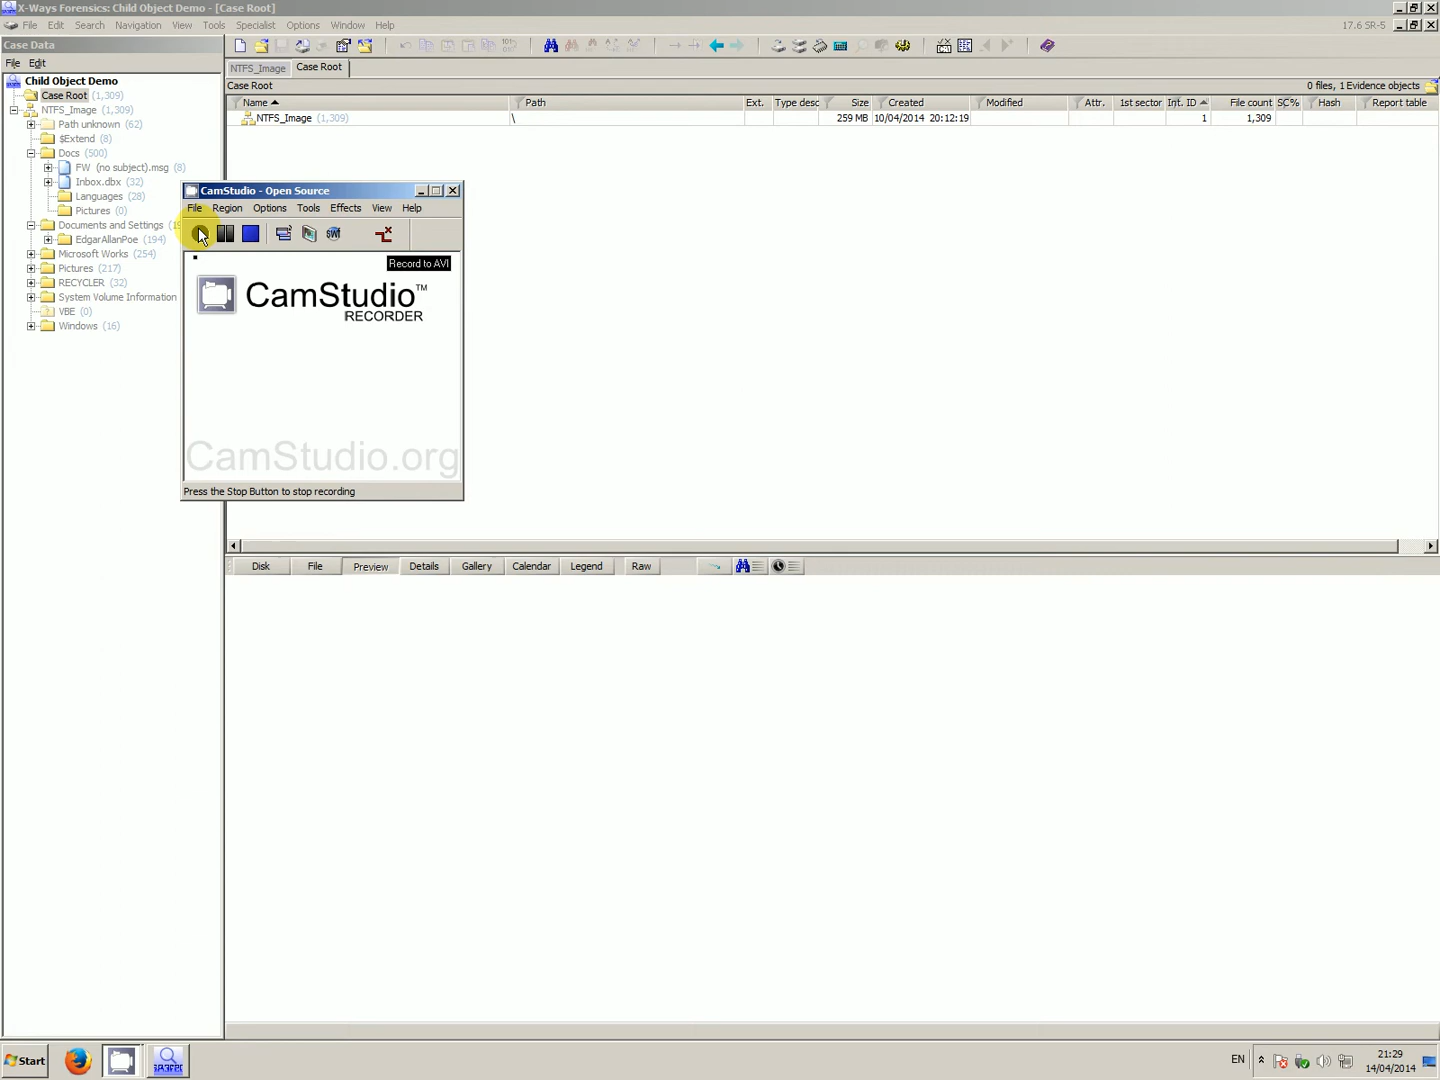 X-Ways Forensics: Child Object Demo - [Case Root]
File Edit Search Navigation View Tools Specialist Options Window Help 17.6 SR-5
Case Data
File Edit
Child Object Demo
Case Root (1,309)
NTFS_Image (1,309)
Path unknown (62)
$Extend (8)
Docs (500)
FW (no subject).msg (8)
Inbox.dbx (32)
Languages (28)
Pictures (0)
Documents and Settings
EdgarAllanPoe (194)
Microsoft Works (254)
Pictures (217)
RECYCLER (32)
System Volume Information
VBE (0)
Windows (16)
NTFS_Image Case Root
Case Root 0 files, 1 Evidence objects
Name Path Ext. Type desc Size Created Modified Attr. 1st sector Int. ID File count SC% Hash Report table
NTFS_Image (1,309) \ 259 MB 10/04/2014 20:12:19 1 1,309
CamStudio - Open Source
File Region Options Tools Effects View Help
SWF
Record to AVI
CamStudio™
RECORDER
CamStudio.org
Press the Stop Button to stop recording
Disk File Preview Details Gallery Calendar Legend Raw
Start
EN 21:29
14/04/2014